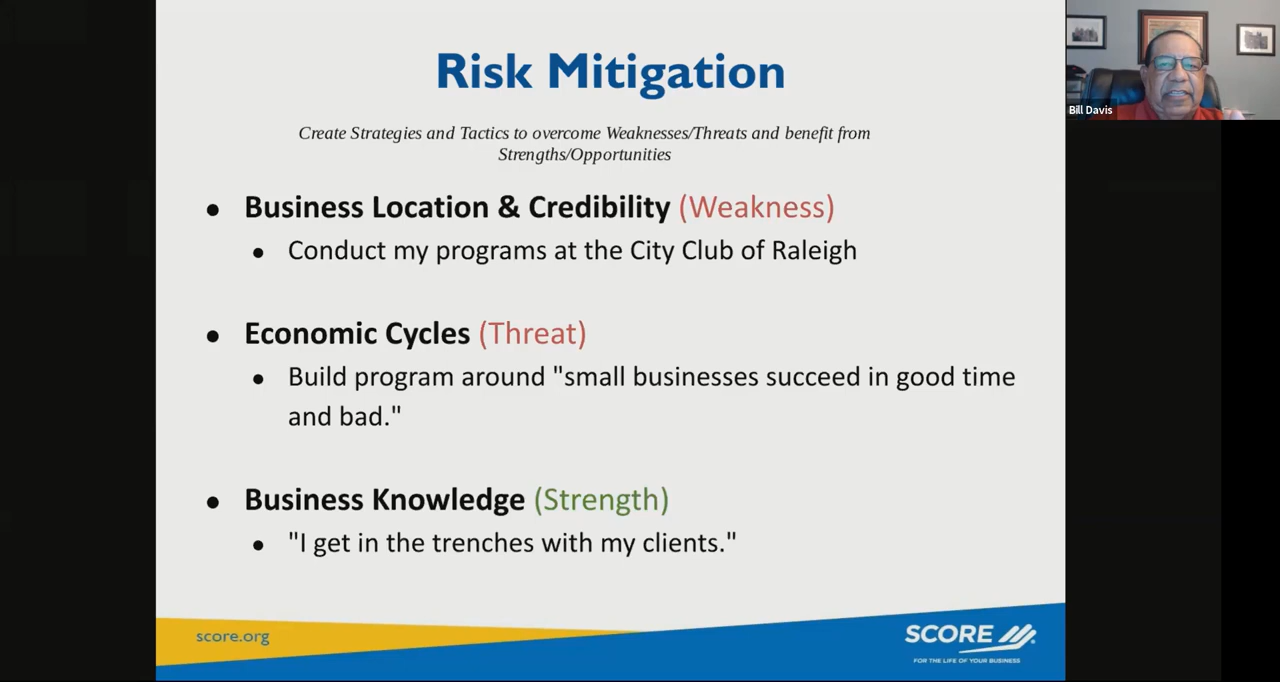 Risk Mitigation
Bill Davis
Create Strategies and Tactics to overcome Weaknesses/Threats and benefit from
Strengths/Opportunities
● Business Location & Credibility (Weakness)
● Conduct my programs at the City Club of Raleigh
● Economic Cycles (Threat)
● Build program around "small businesses succeed in good time
and bad."
● Business Knowledge (Strength)
● "I get in the trenches with my clients."
score.org
SCORE
FOR THE LIFE OF YOUR BUSINESS